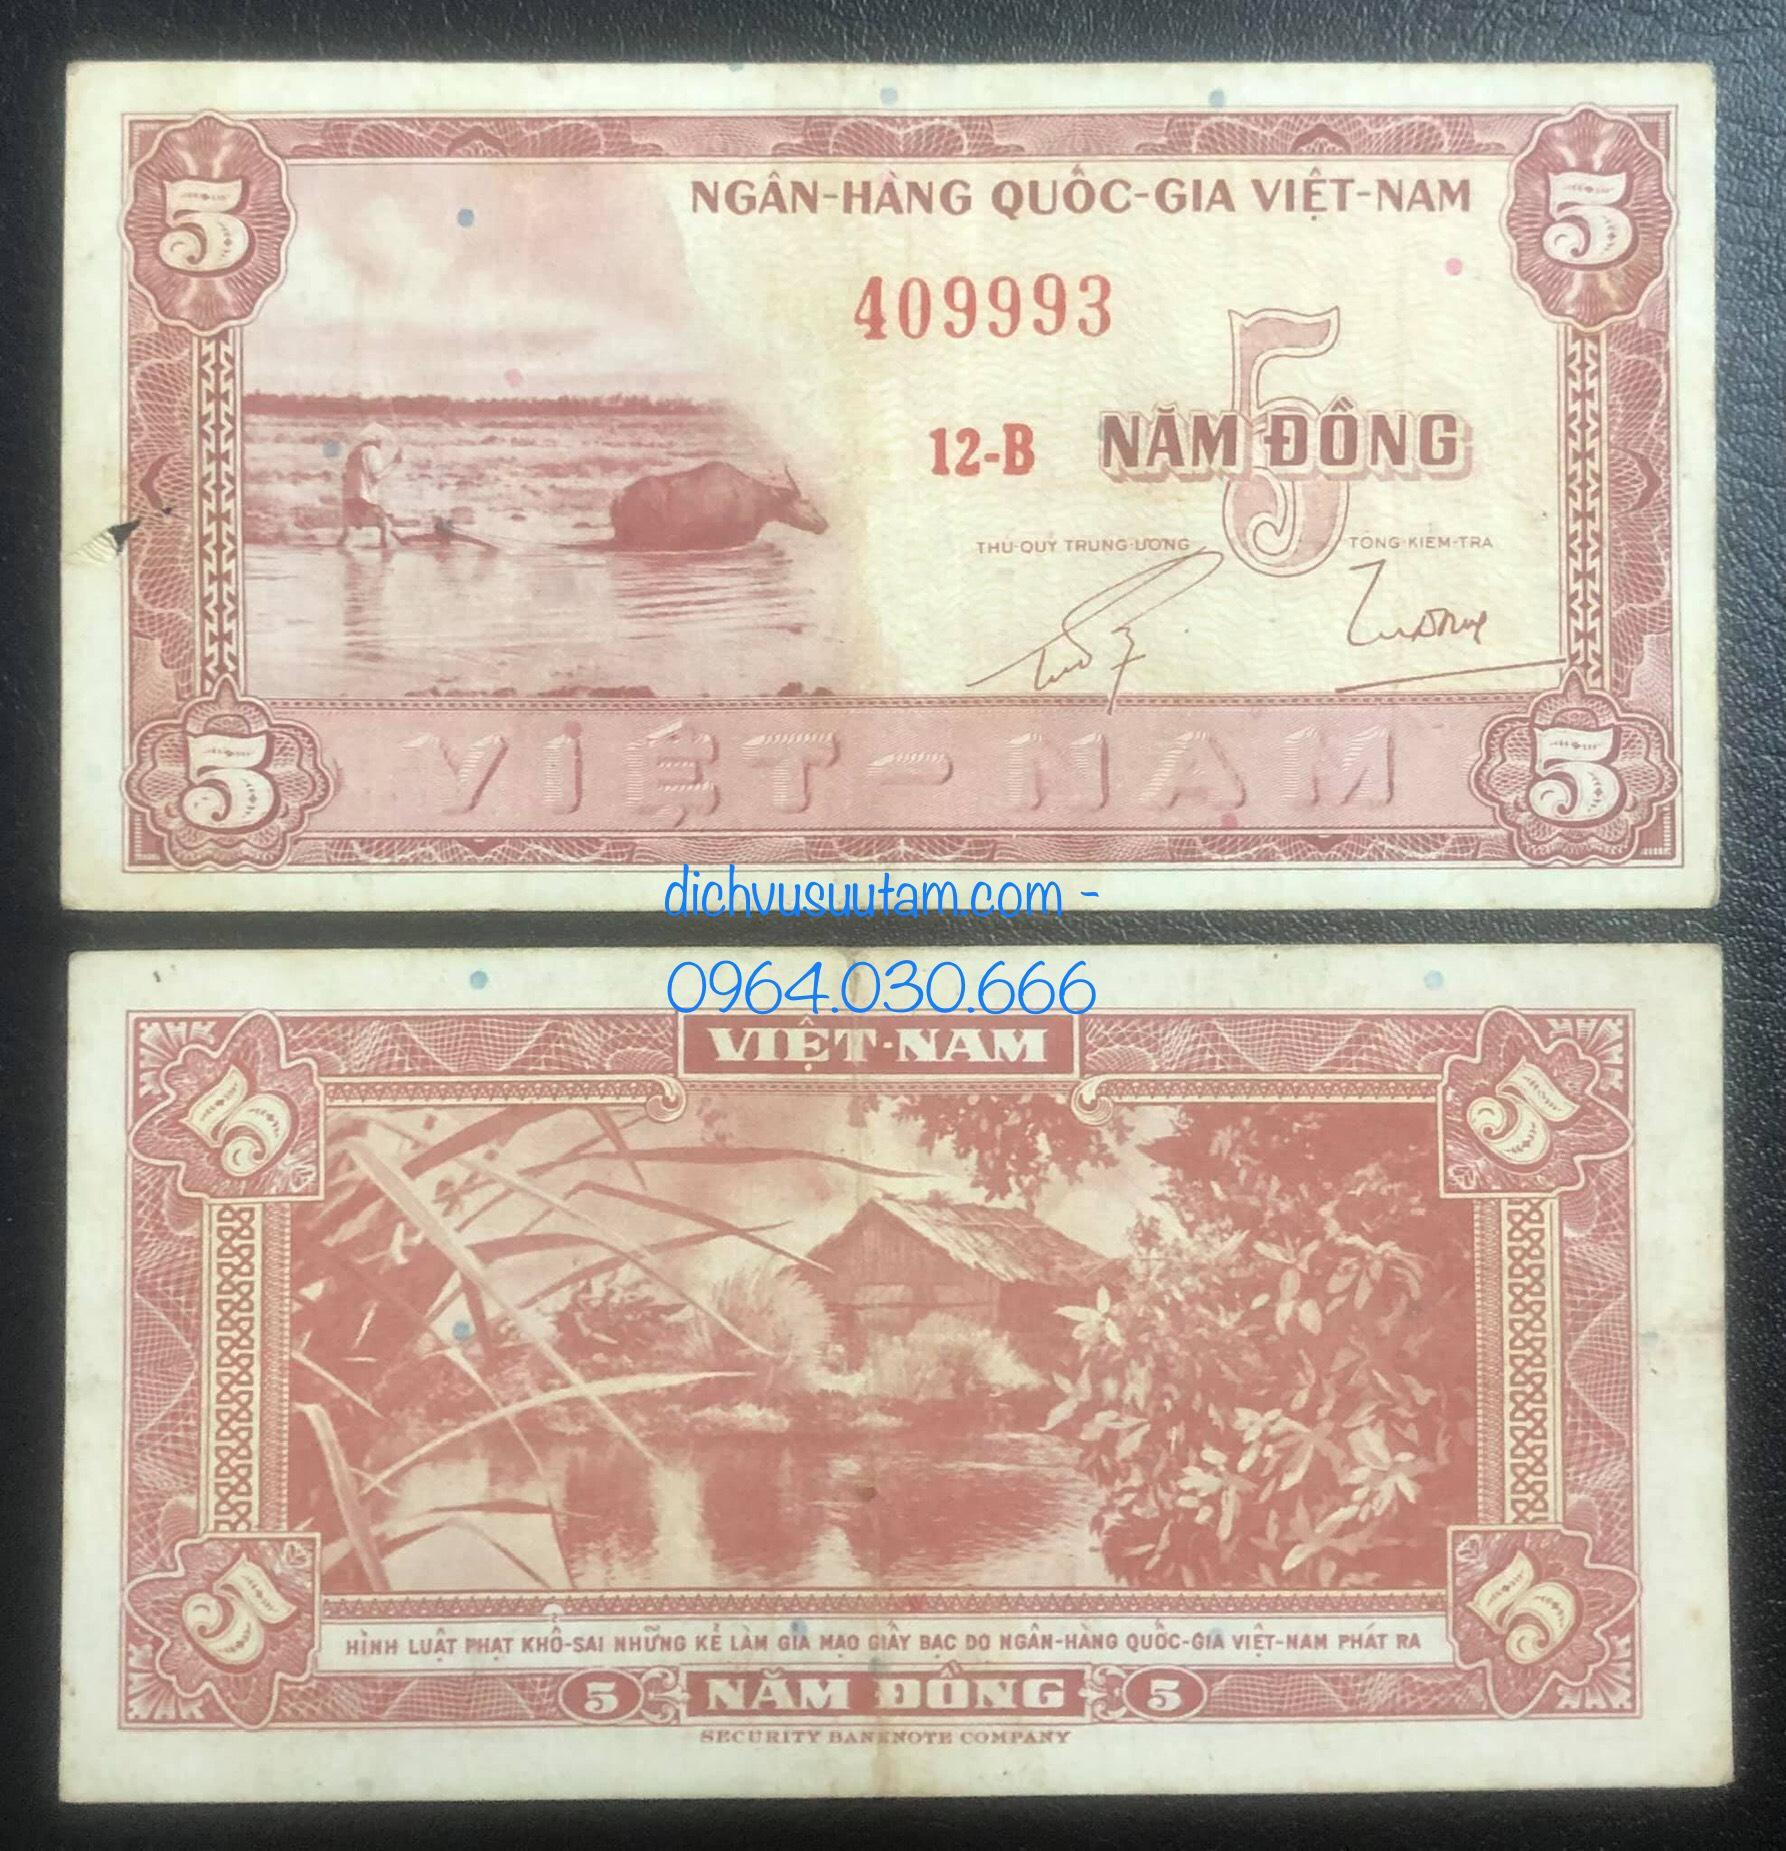 5
5
NGÂN-HÀNG QUỐC-GIA VIỆT-NAM
409993
5
12-B
NĂM ĐỒNG
THỦ-QUỸ TRUNG-ƯƠNG
TỔNG KIỂM-TRA
VIỆT-NAM
5
5
dichvusuutam.com -
0964.030.666
VIỆT-NAM
5
5
5
5
HÌNH LUẬT PHẠT KHỔ-SAI NHỮNG KẺ LÀM GIẢ MẠO GIẤY BẠC DO NGÂN-HÀNG QUỐC-GIA VIỆT-NAM PHÁT RA
5 NĂM ĐỒNG 5
SECURITY BANKNOTE COMPANY